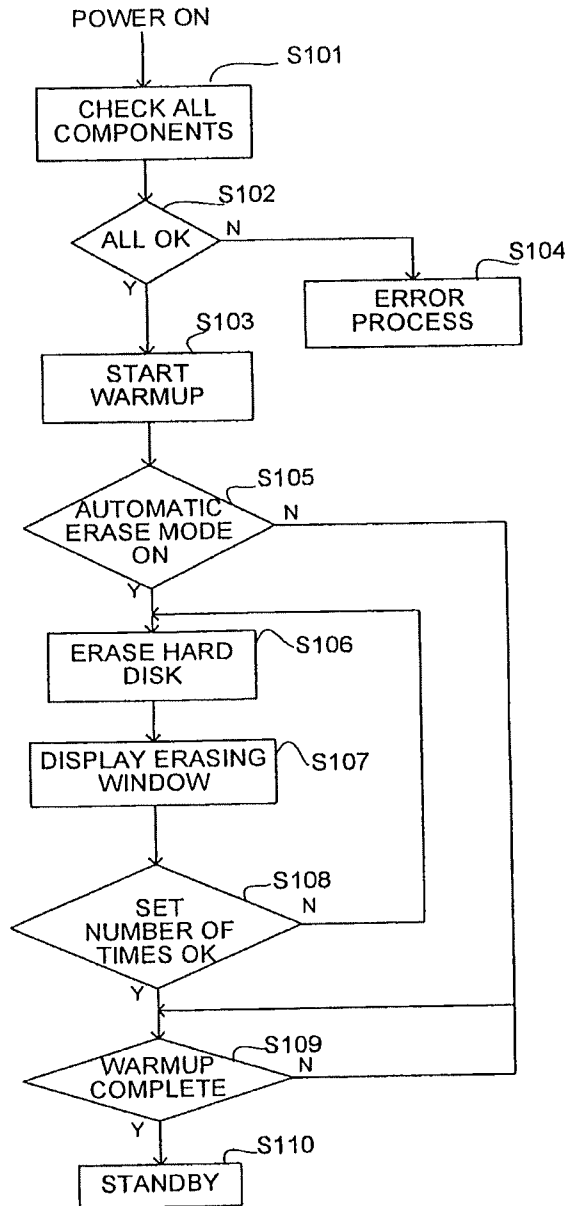 POWER ON
S101
CHECK ALL
COMPONENTS
S102
ALL OK
N
Y
S104
ERROR
PROCESS
S103
START
WARMUP
S105
AUTOMATIC
ERASE MODE
ON
N
Y
ERASE HARD
DISK
S106
DISPLAY ERASING
WINDOW
S107
S108
SET
NUMBER OF
TIMES OK
N
Y
S109
WARMUP
COMPLETE
N
Y
S110
STANDBY